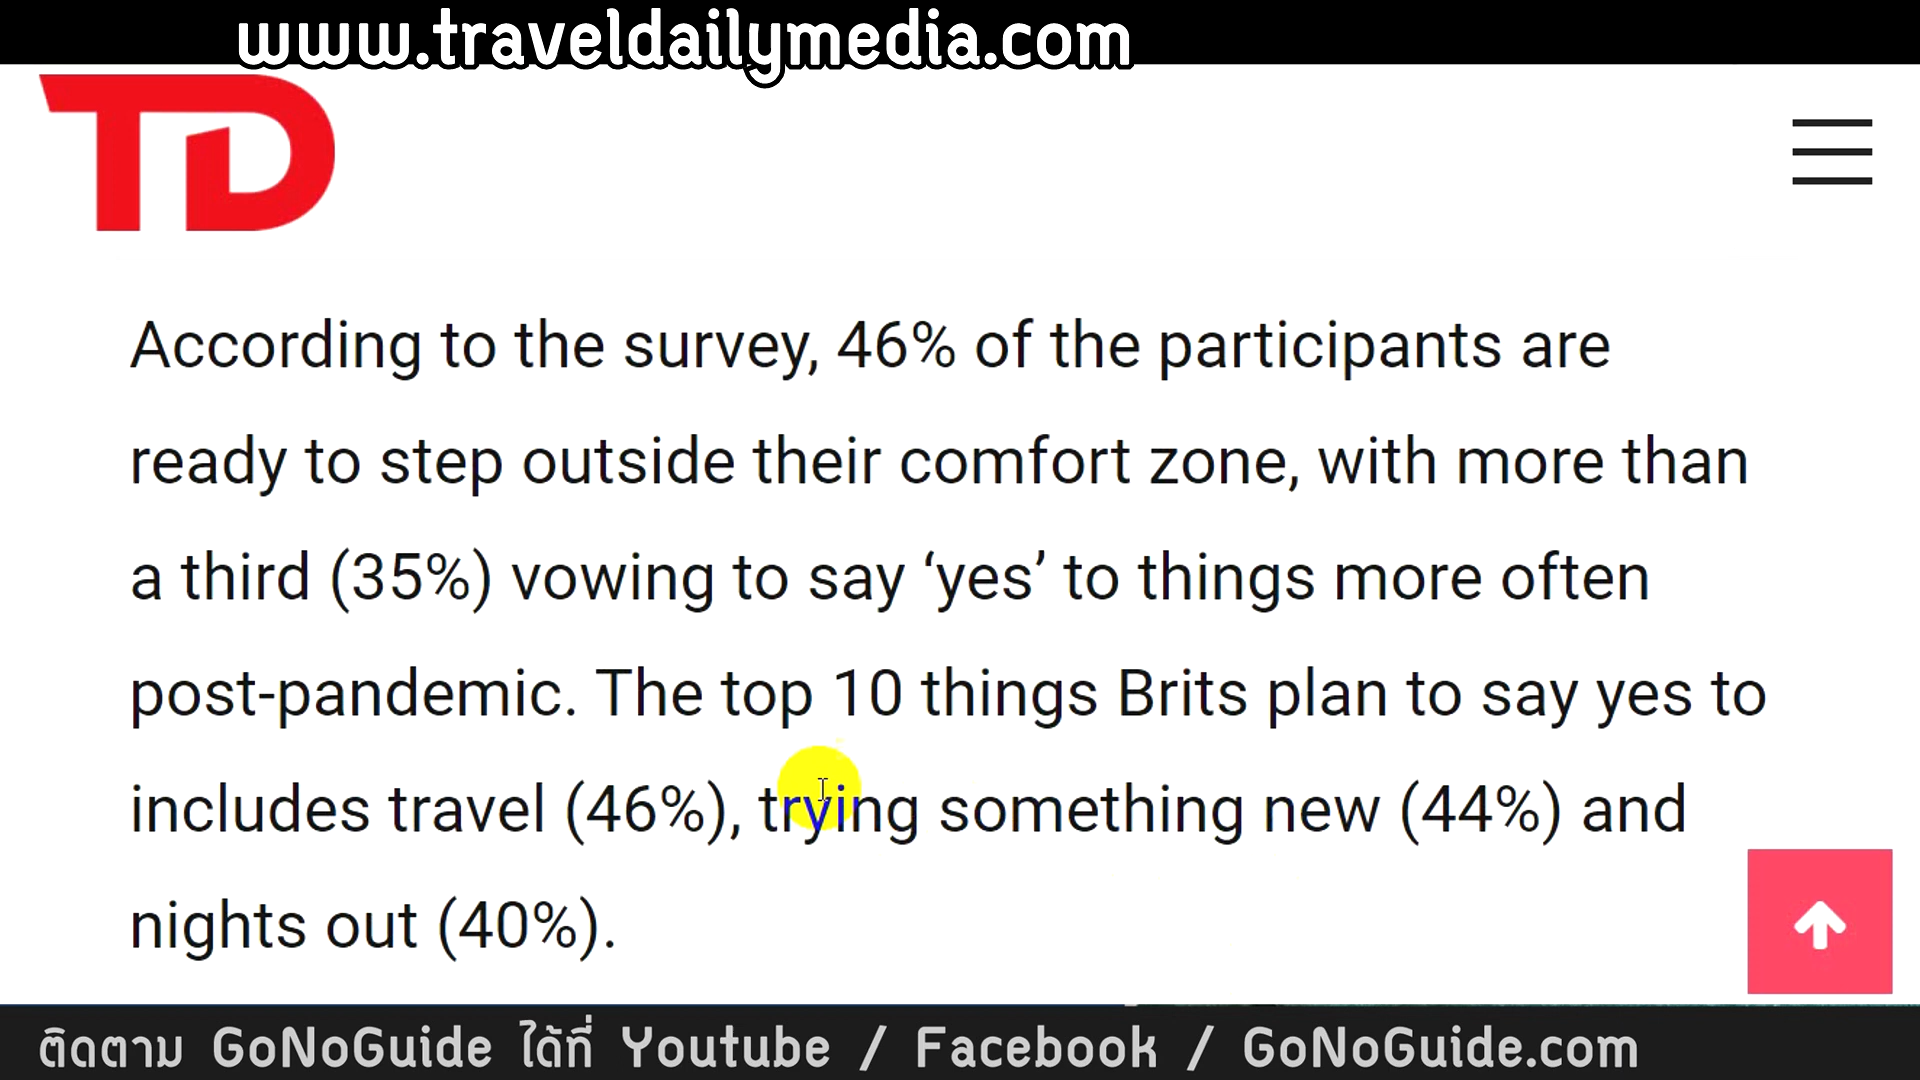 www.traveldailymedia.com
TD
According to the survey, 46% of the participants are
ready to step outside their comfort zone, with more than
a third (35%) vowing to say ‘yes’ to things more often
post-pandemic. The top 10 things Brits plan to say yes to
includes travel (46%), trying something new (44%) and
nights out (40%).
ติดตาม GoNoGuide ได้ที่ Youtube / Facebook / GoNoGuide.com